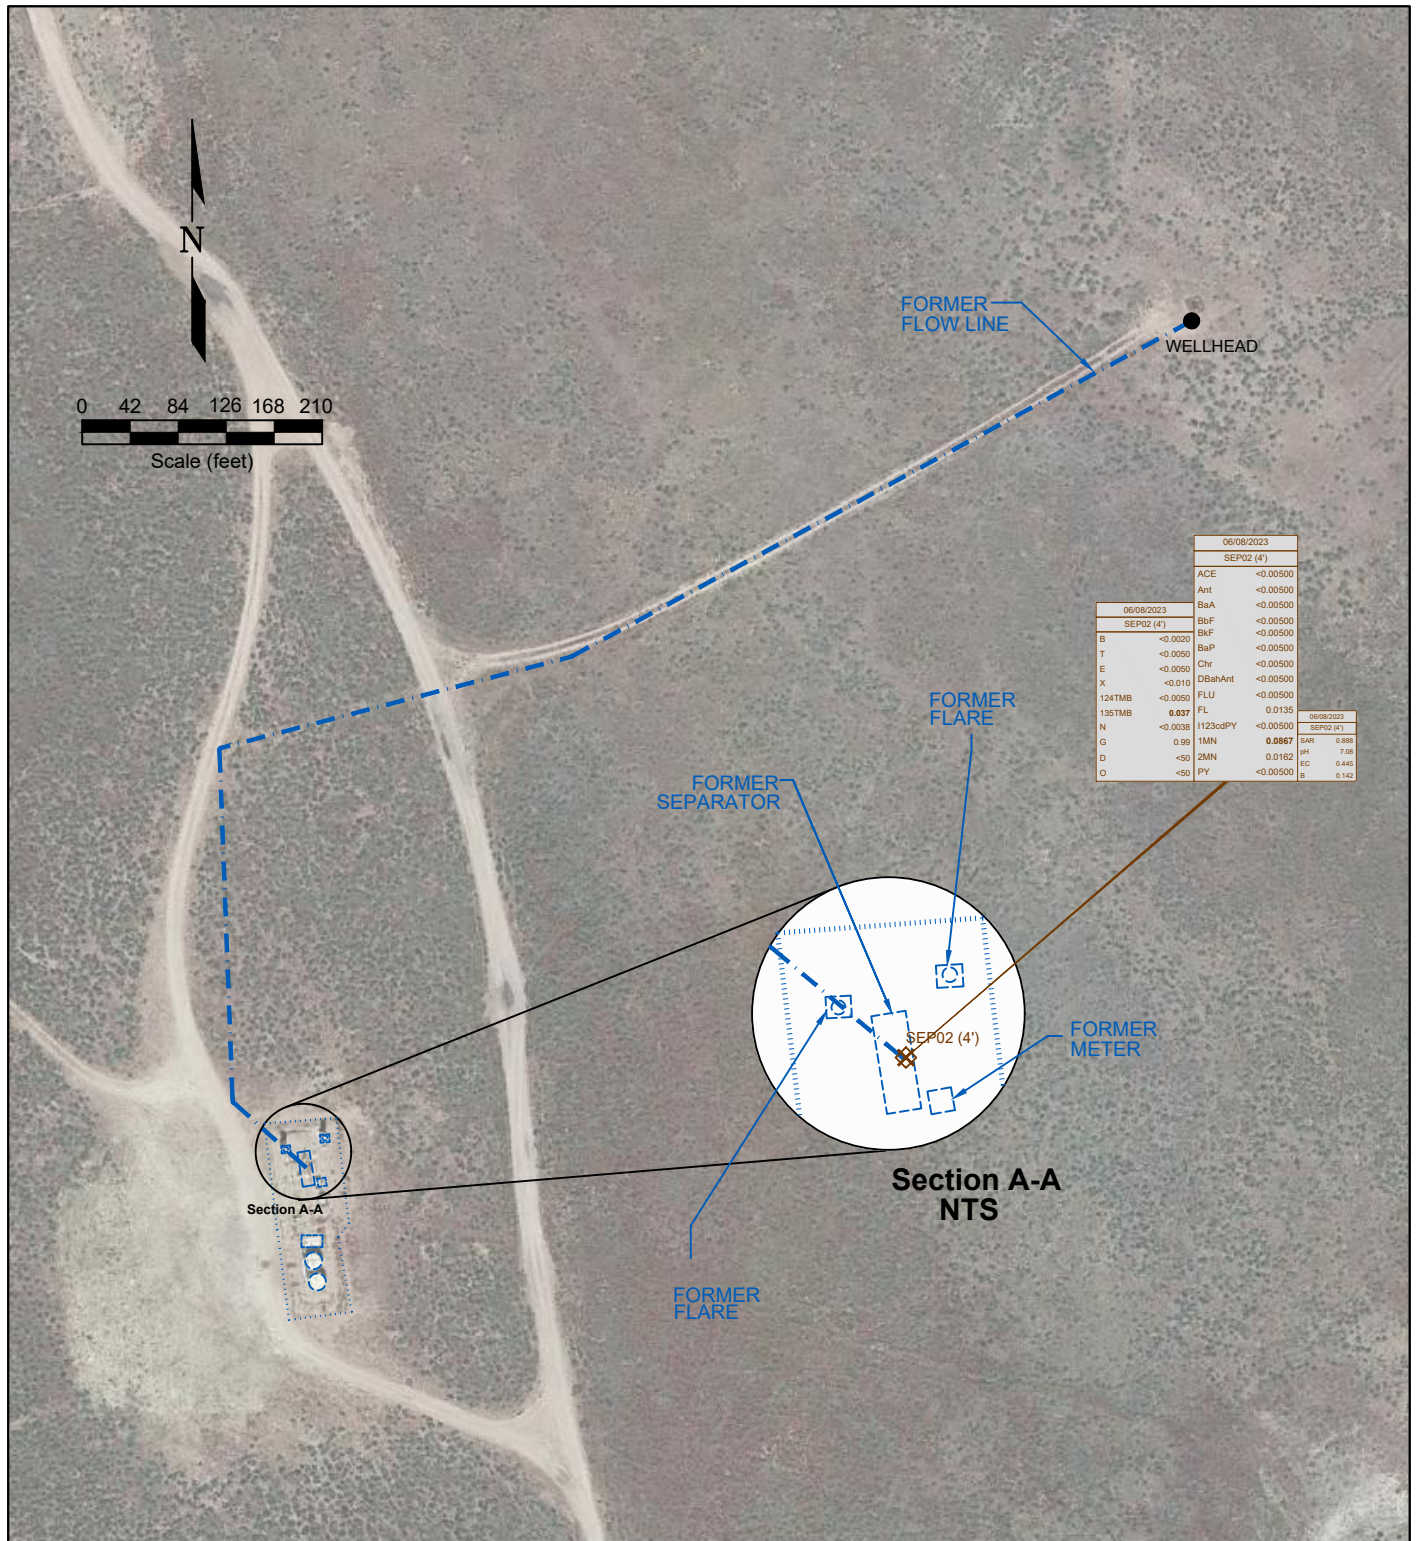 N
0 42 84 126 168 210
Scale (feet)
FORMER
FLOW LINE
WELLHEAD
06/08/2023
SEP02 (4')
ACE <0.00500
Ant <0.00500
BaA <0.00500
BbF <0.00500
BkF <0.00500
BaP <0.00500
Chr <0.00500
DBahAnt <0.00500
FLU <0.00500
FL 0.0135
I123cdPY <0.00500
1MN 0.0867
2MN 0.0162
PY <0.00500
06/08/2023
SEP02 (4')
B <0.0020
T <0.0050
E <0.0050
X <0.010
124TMB <0.0050
135TMB 0.037
N <0.0038
G 0.99
D <50
O <50
06/08/2023
SEP02 (4')
SAR 0.888
pH 7.08
EC 0.445
B 0.142
FORMER
FLARE
FORMER
SEPARATOR
SEP02 (4')
FORMER
METER
Section A-A
NTS
Section A-A
FORMER
FLARE